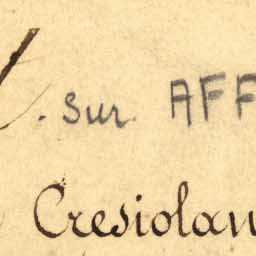 . sur. AFF
Cresiolan